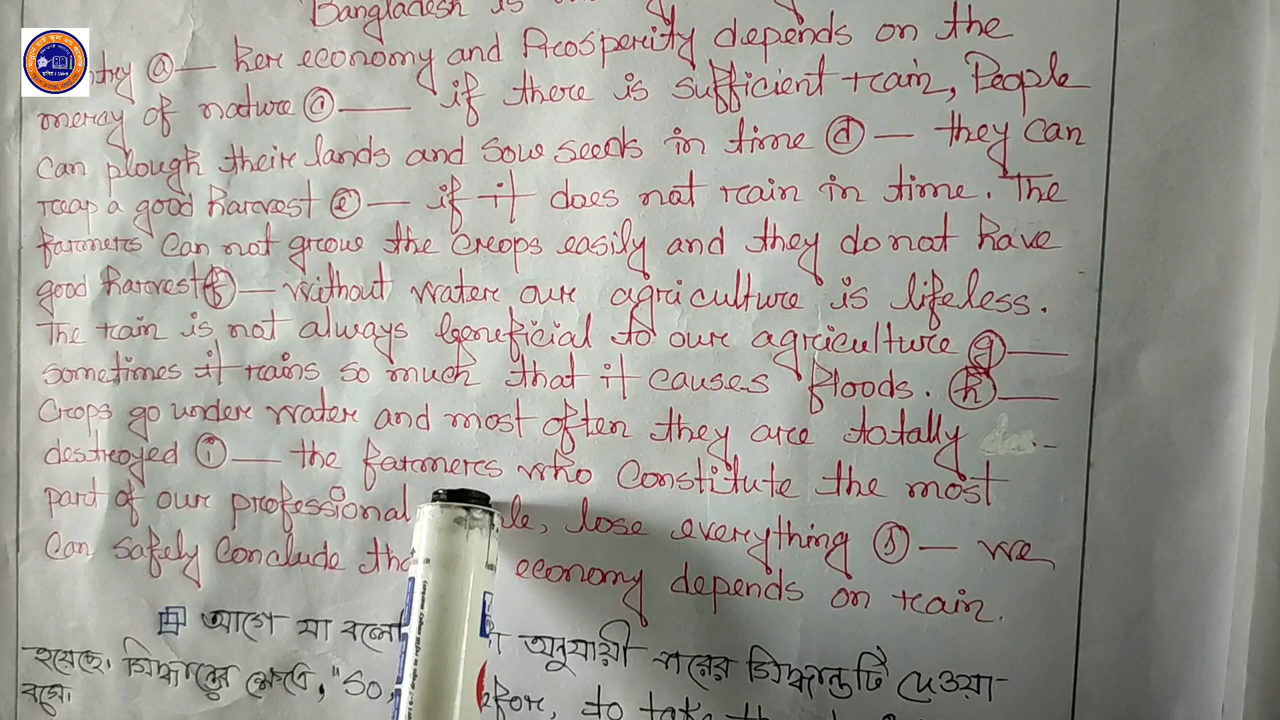 Bangladesh is
ntry ⓐ— her economy and Prosperity depends on the
mercy of nature ⓘ—— if there is sufficient rain, People
can plough their lands and sow seeds in time ⓓ— they can
reap a good harvest ⓔ— if it does not rain in time. The
farmers can not grow the crops easily and they do not have
good harvest ⓕ— without water our agriculture is lifeless.
The rain is not always beneficial to our agriculture ⓖ——
sometimes it rains so much that it causes floods. ⓗ——
Crops go under water and most often they are totally
destroyed ⓘ— the farmers who constitute the most
part of our professional le, lose everything ⓙ— we
can safely conclude tha economy depends on rain.
আগে যা বলো অনুযায়ী পরের সিদ্ধান্তটি দেওয়া
হয়েছে. সিদ্ধান্তের ক্ষেত্রে, "So, efore, to take th